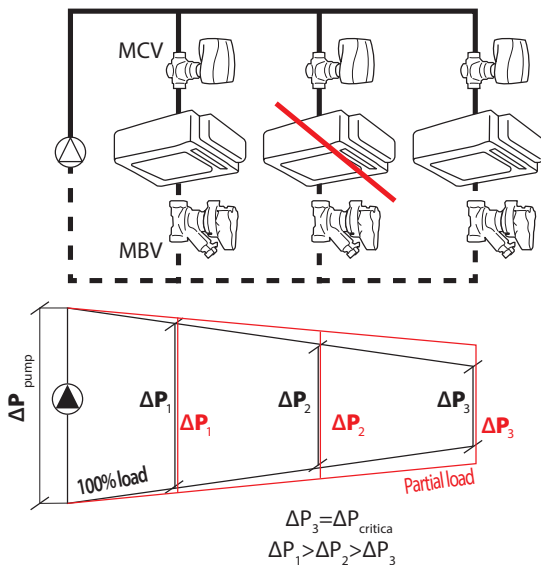 MCV
MBV
ΔP pump
ΔP1
ΔP1
ΔP2
ΔP2
ΔP3
ΔP3
100% load
Partial load
ΔP3=ΔPcritica
ΔP1>ΔP2>ΔP3